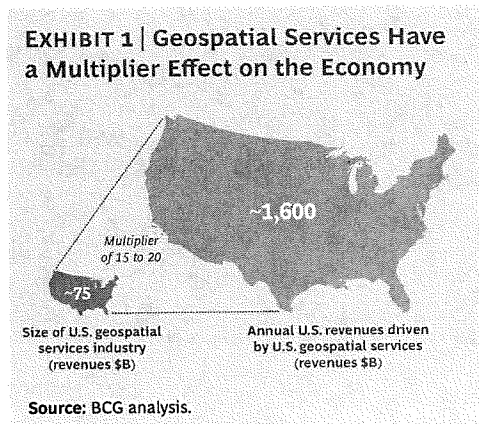 EXHIBIT 1 | Geospatial Services Have
a Multiplier Effect on the Economy
~1,600
Multiplier
of 15 to 20
~75
Size of U.S. geospatial
services industry
(revenues $B)
Annual U.S. revenues driven
by U.S. geospatial services
(revenues $B)
Source: BCG analysis.